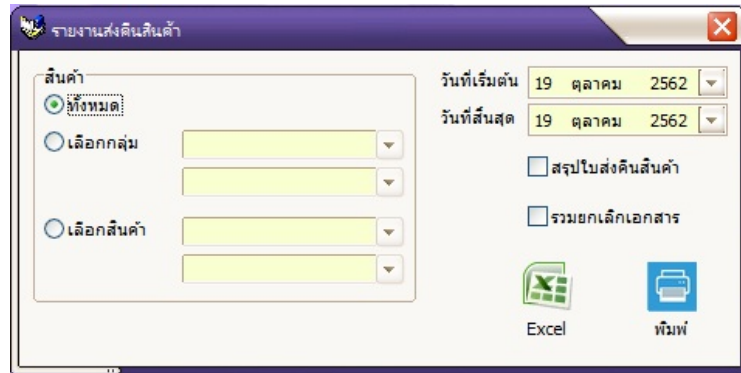 รายงานส่งคืนสินค้า
สินค้า
ทั้งหมด
เลือกกลุ่ม
เลือกสินค้า
วันที่เริ่มต้น 19 ตุลาคม 2562
วันที่สิ้นสุด 19 ตุลาคม 2562
สรุปใบส่งคืนสินค้า
รวมยกเลิกเอกสาร
Excel พิมพ์